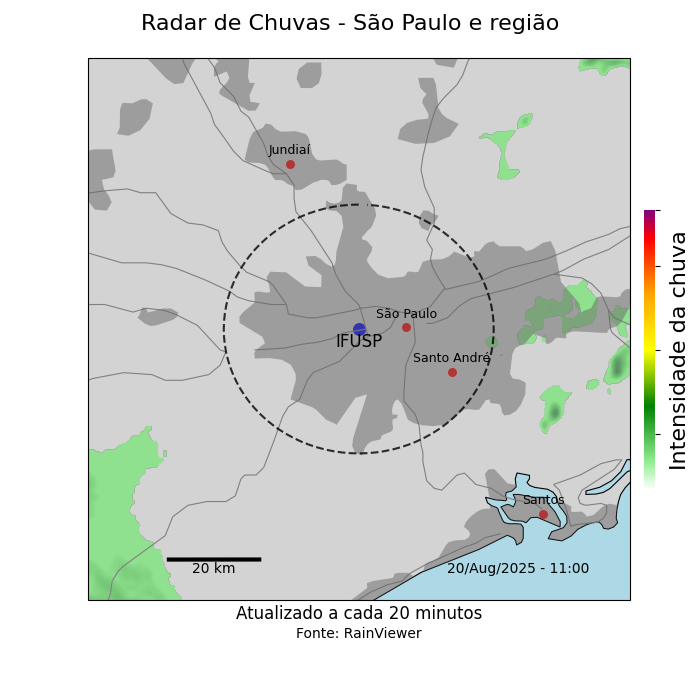 Radar de Chuvas - São Paulo e região
Jundiaí
São Paulo
IFUSP
Santo André
Intensidade da chuva
Santos
20 km
20/Aug/2025 - 11:00
Atualizado a cada 20 minutos
Fonte: RainViewer